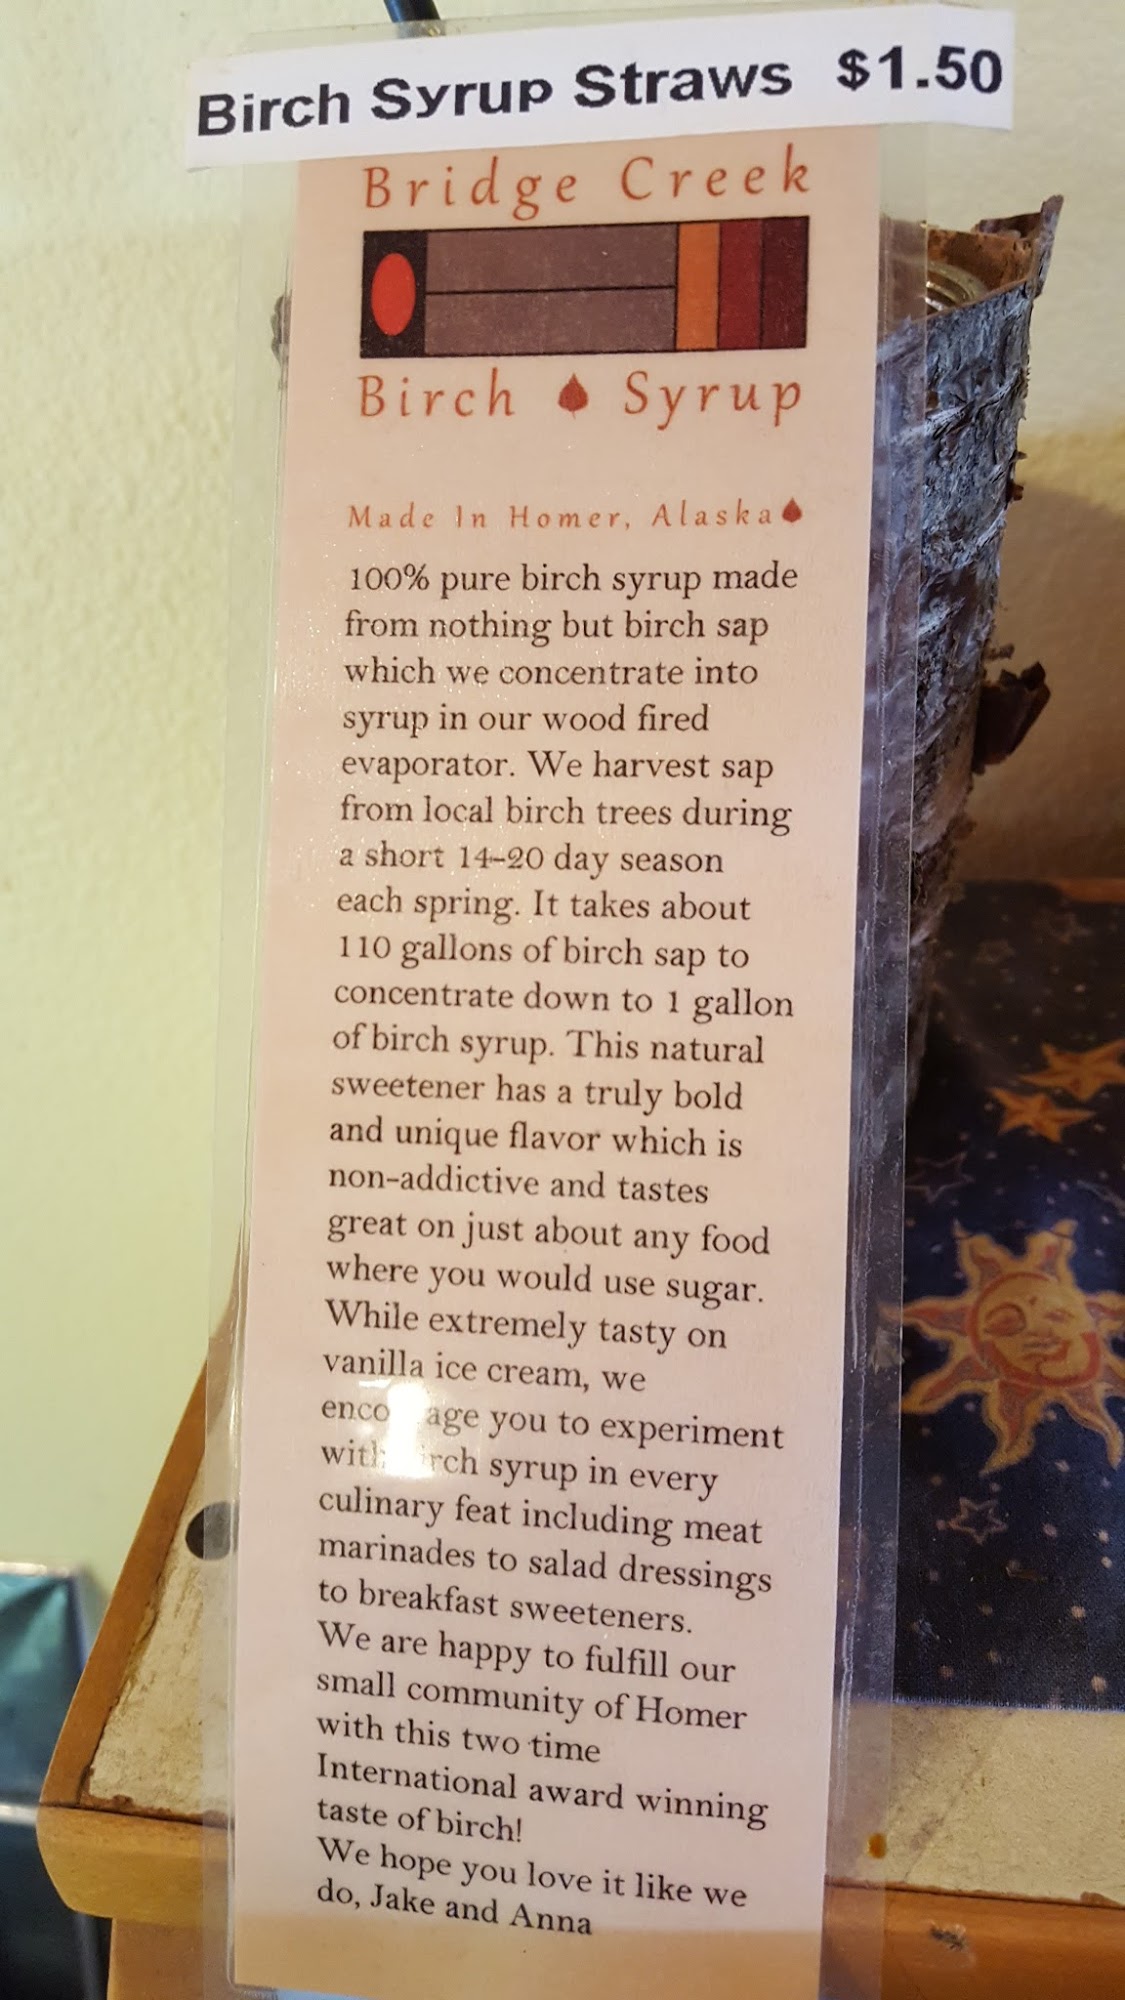 Birch Syrup Straws $1.50
Bridge Creek
Birch Syrup
Made In Homer, Alaska
100% pure birch syrup made
from nothing but birch sap
which we concentrate into
syrup in our wood fired
evaporator. We harvest sap
from local birch trees during
a short 14–20 day season
each spring. It takes about
110 gallons of birch sap to
concentrate down to 1 gallon
of birch syrup. This natural
sweetener has a truly bold
and unique flavor which is
non-addictive and tastes
great on just about any food
where you would use sugar.
While extremely tasty on
vanilla ice cream, we
encourage you to experiment
with birch syrup in every
culinary feat including meat
marinades to salad dressings
to breakfast sweeteners.
We are happy to fulfill our
small community of Homer
with this two time
International award winning
taste of birch!
We hope you love it like we
do, Jake and Anna